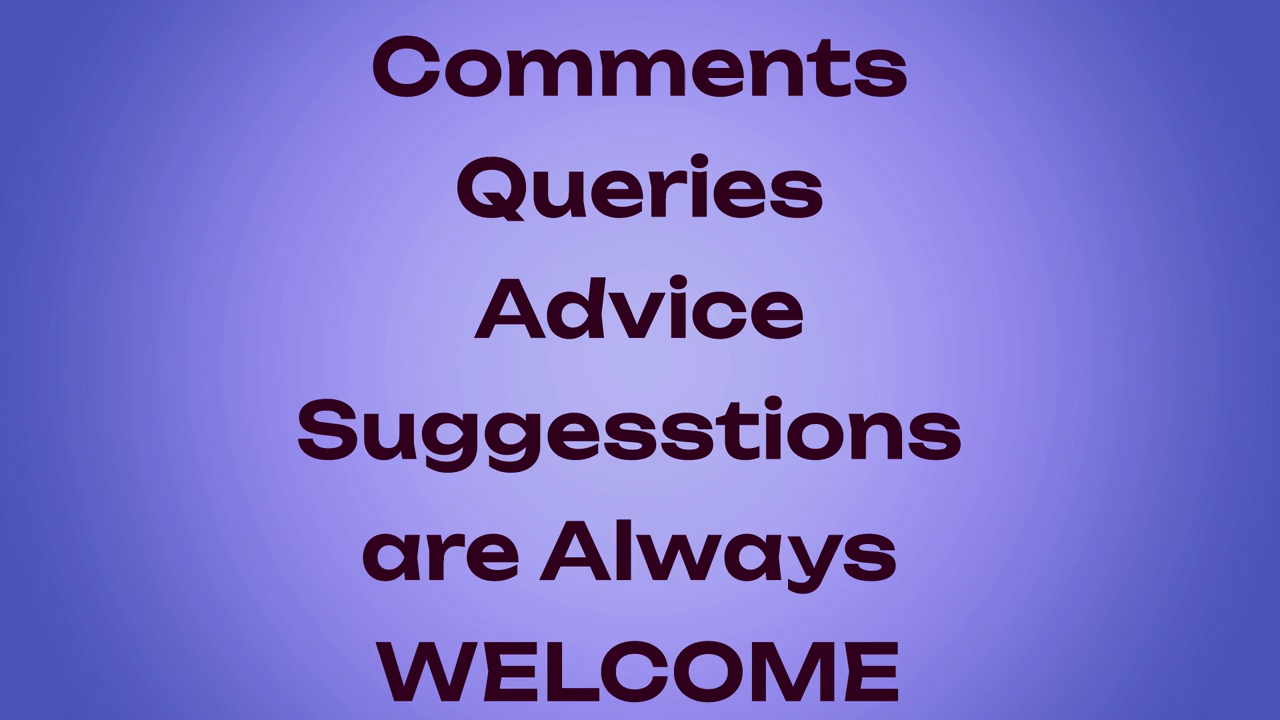 Comments
Queries
Advice
Suggesstions
are Always
WELCOME